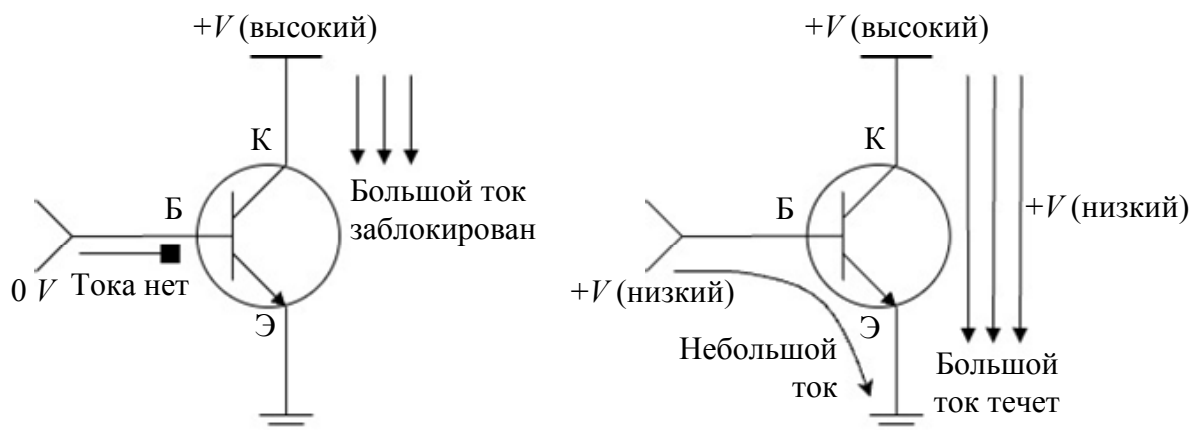 +V (высокий)
К
Б
Большой ток
заблокирован
0 V
Тока нет
Э
+V (высокий)
К
Б
+V (низкий)
+V (низкий)
Э
Небольшой
ток
Большой
ток течет